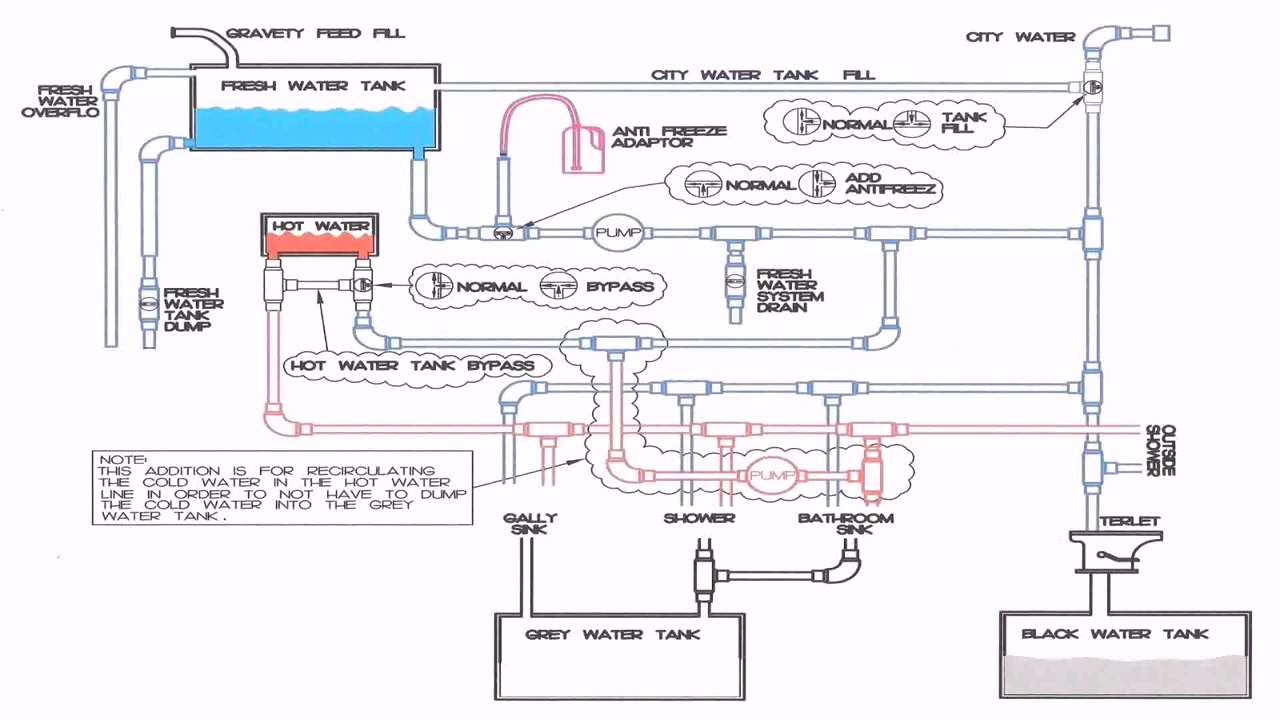 GRAVETY FEED FILL
CITY WATER
FRESH WATER TANK
CITY WATER TANK FILL
FRESH
WATER
OVERFLO
NORMAL
TANK
FILL
ANTI FREEZE
ADAPTOR
NORMAL
ADD
ANTIFREEZ
HOT WATER
PUMP
FRESH
WATER
SYSTEM
DRAIN
NORMAL
BYPASS
FRESH
WATER
TANK
DUMP
HOT WATER TANK BYPASS
OUTSIDE
SHOWER
NOTE:
THIS ADDITION IS FOR RECIRCULATING
THE COLD WATER IN THE HOT WATER
LINE IN ORDER TO NOT HAVE TO DUMP
THE COLD WATER INTO THE GREY
WATER TANK.
PUMP
GALLY
SINK
SHOWER
BATHROOM
SINK
TERLET
GREY WATER TANK
BLACK WATER TANK